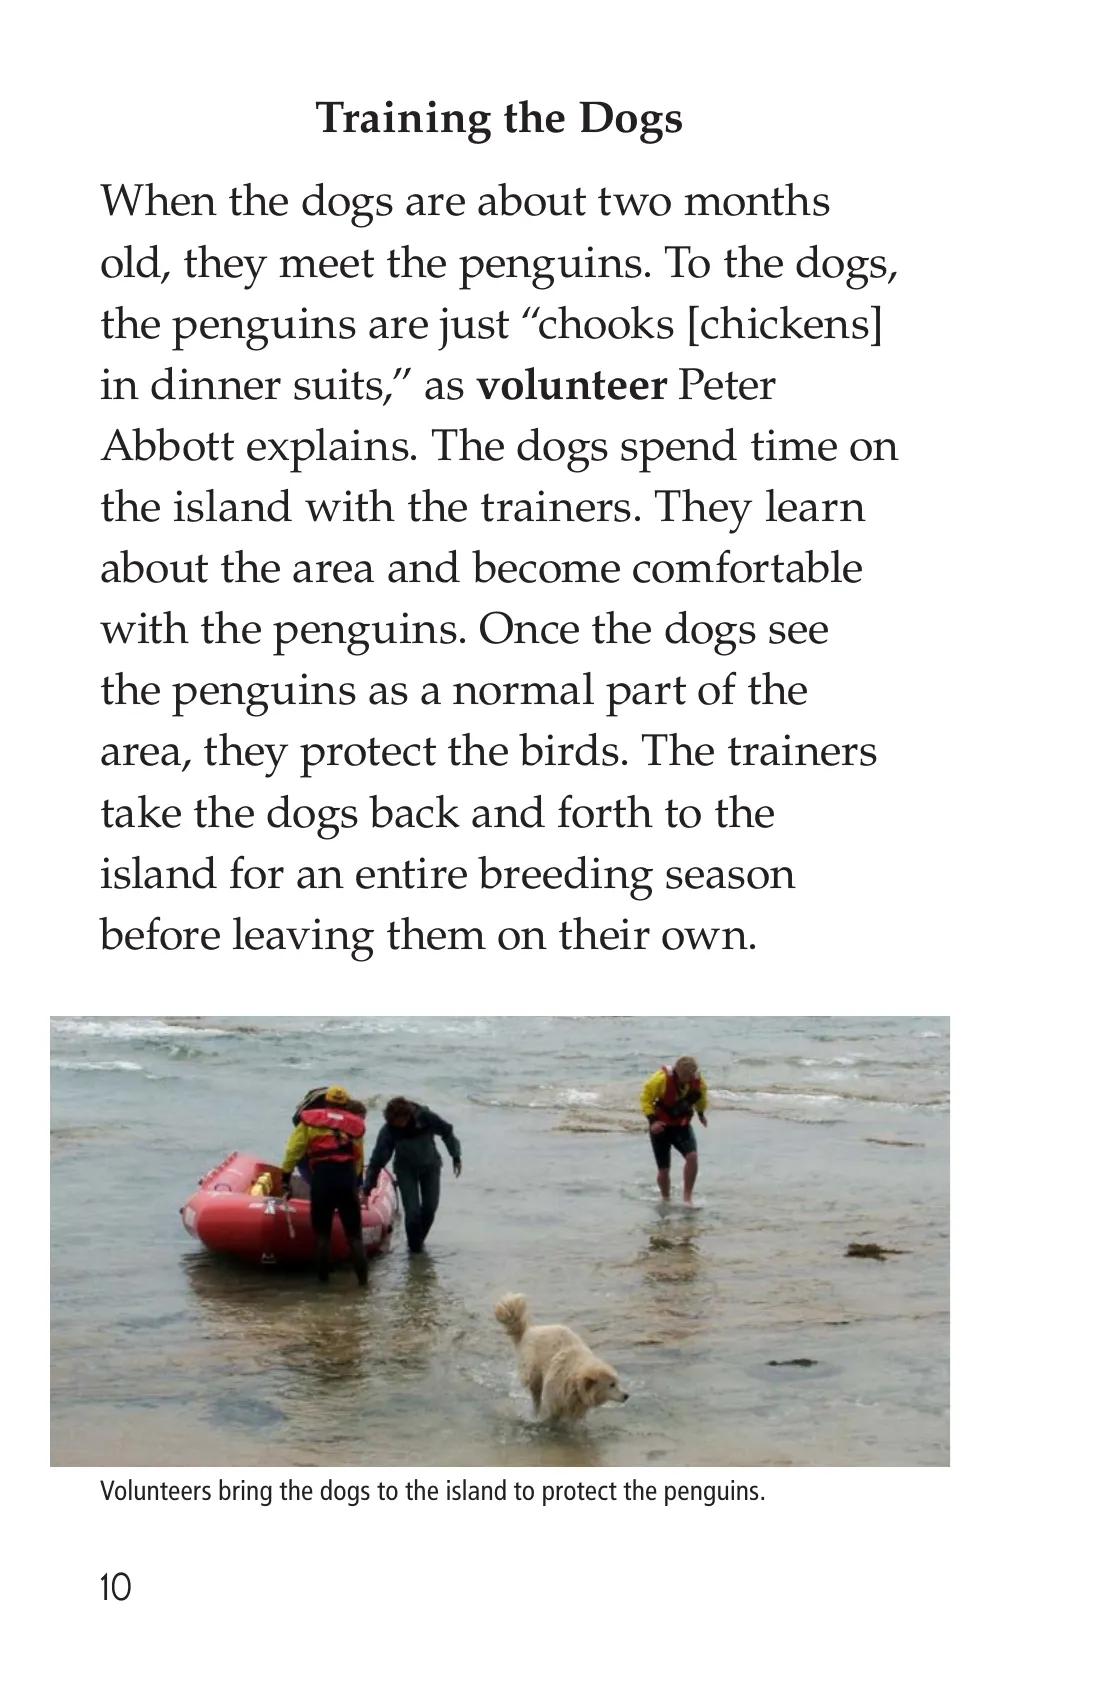 Training the Dogs
When the dogs are about two months
old, they meet the penguins. To the dogs,
the penguins are just “chooks [chickens]
in dinner suits,” as volunteer Peter
Abbott explains. The dogs spend time on
the island with the trainers. They learn
about the area and become comfortable
with the penguins. Once the dogs see
the penguins as a normal part of the
area, they protect the birds. The trainers
take the dogs back and forth to the
island for an entire breeding season
before leaving them on their own.
Volunteers bring the dogs to the island to protect the penguins.
10